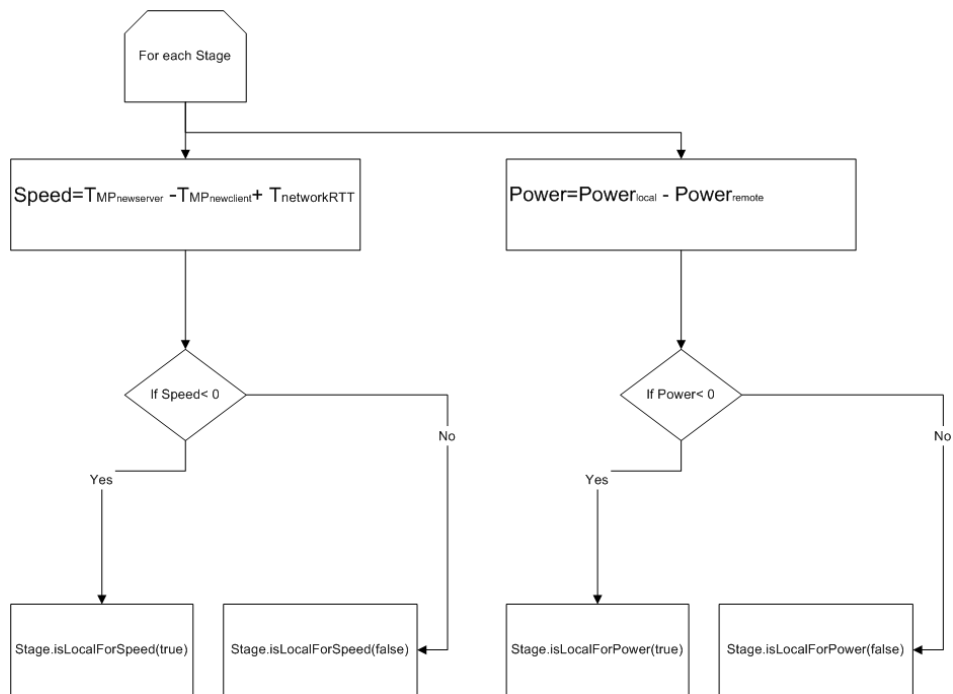 For each Stage
Speed=TMPnewserver -TMPnewclient+ TnetworkRTT
Power=Powerlocal - Powerremote
If Speed< 0
If Power< 0
No
No
Yes
Yes
Stage.isLocalForSpeed(true)
Stage.isLocalForSpeed(false)
Stage.isLocalForPower(true)
Stage.isLocalForPower(false)